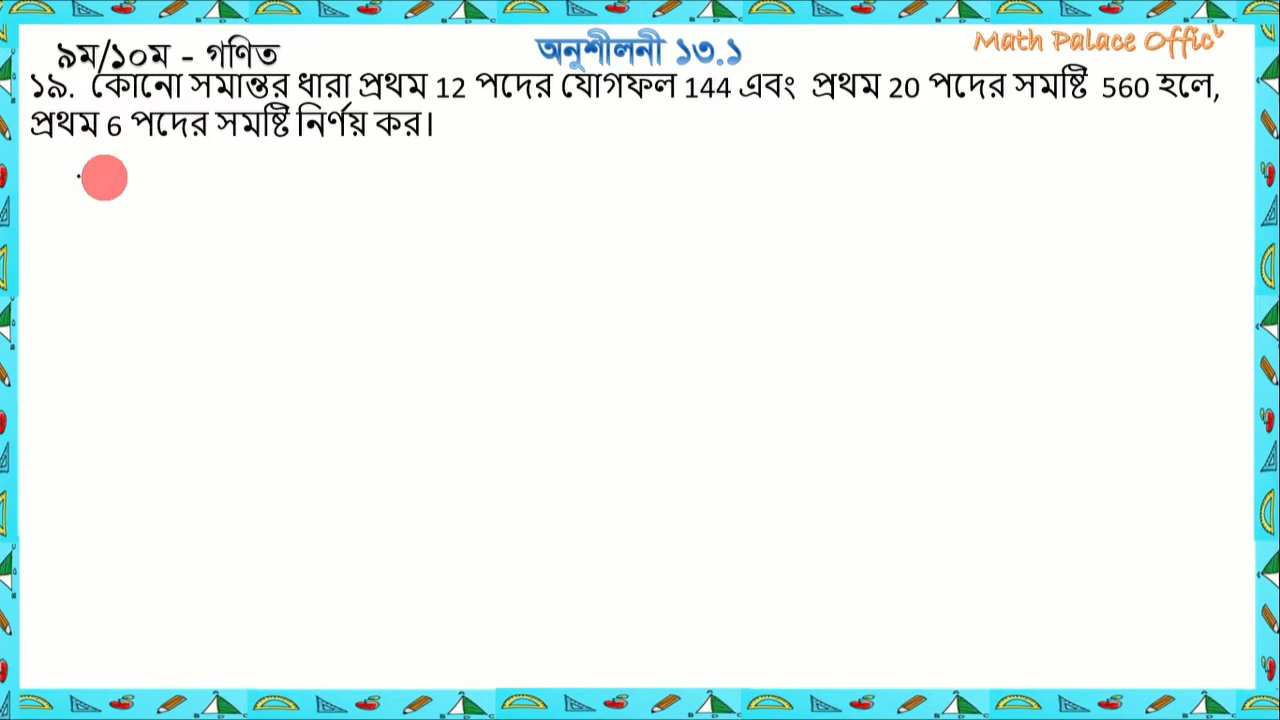 ৯ম/১০ম - গণিত
অনুশীলনী ১৩.১
Math Palace Offic
১৯. কোনো সমান্তর ধারা প্রথম 12 পদের যোগফল 144 এবং প্রথম 20 পদের সমষ্টি 560 হলে,
প্রথম 6 পদের সমষ্টি নির্ণয় কর।